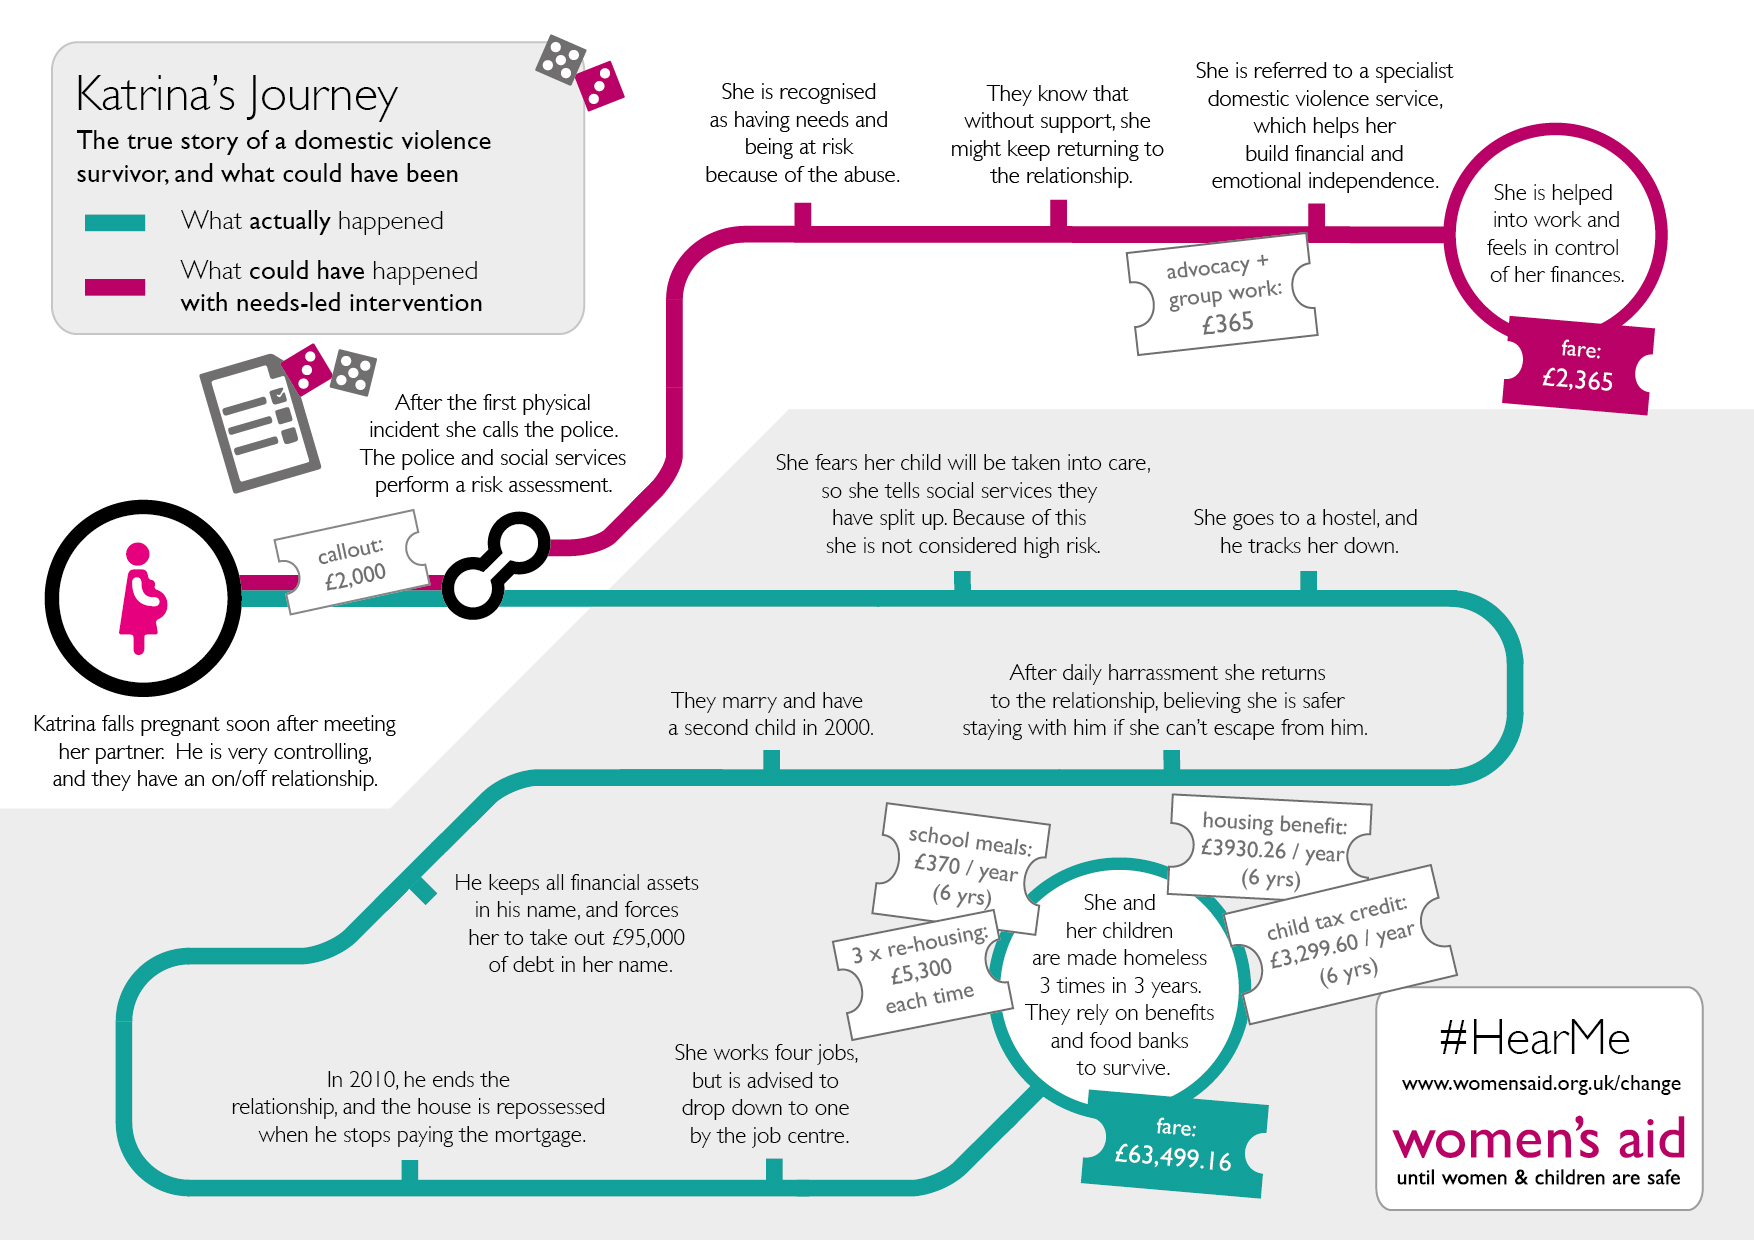 Katrina's Journey
The true story of a domestic violence
survivor, and what could have been
What actually happened
What could have happened
with needs-led intervention
Katrina falls pregnant soon after meeting
her partner. He is very controlling,
and they have an on/off relationship.
callout:
£2,000
After the first physical
incident she calls the police.
The police and social services
perform a risk assessment.
She is recognised
as having needs and
being at risk
because of the abuse.
They know that
without support, she
might keep returning to
the relationship.
She is referred to a specialist
domestic violence service,
which helps her
build financial and
emotional independence.
advocacy +
group work:
£365
She is helped
into work and
feels in control
of her finances.
fare:
£2,365
She fears her child will be taken into care,
so she tells social services they
have split up. Because of this
she is not considered high risk.
She goes to a hostel, and
he tracks her down.
After daily harrassment she returns
to the relationship, believing she is safer
staying with him if she can't escape from him.
They marry and have
a second child in 2000.
He keeps all financial assets
in his name, and forces
her to take out £95,000
of debt in her name.
In 2010, he ends the
relationship, and the house is repossessed
when he stops paying the mortgage.
She works four jobs,
but is advised to
drop down to one
by the job centre.
school meals:
£370 / year
(6 yrs)
3 x re-housing:
£5,300
each time
housing benefit:
£3930.26 / year
(6 yrs)
child tax credit:
£3,299.60 / year
(6 yrs)
She and
her children
are made homeless
3 times in 3 years.
They rely on benefits
and food banks
to survive.
fare:
£63,499.16
#HearMe
www.womensaid.org.uk/change
women's aid
until women & children are safe